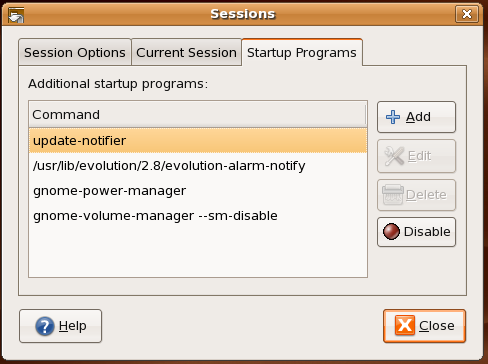 Sessions
Session Options Current Session Startup Programs
Additional startup programs:
Command
update-notifier
/usr/lib/evolution/2.8/evolution-alarm-notify
gnome-power-manager
gnome-volume-manager --sm-disable
Add
Edit
Delete
Disable
Help
Close